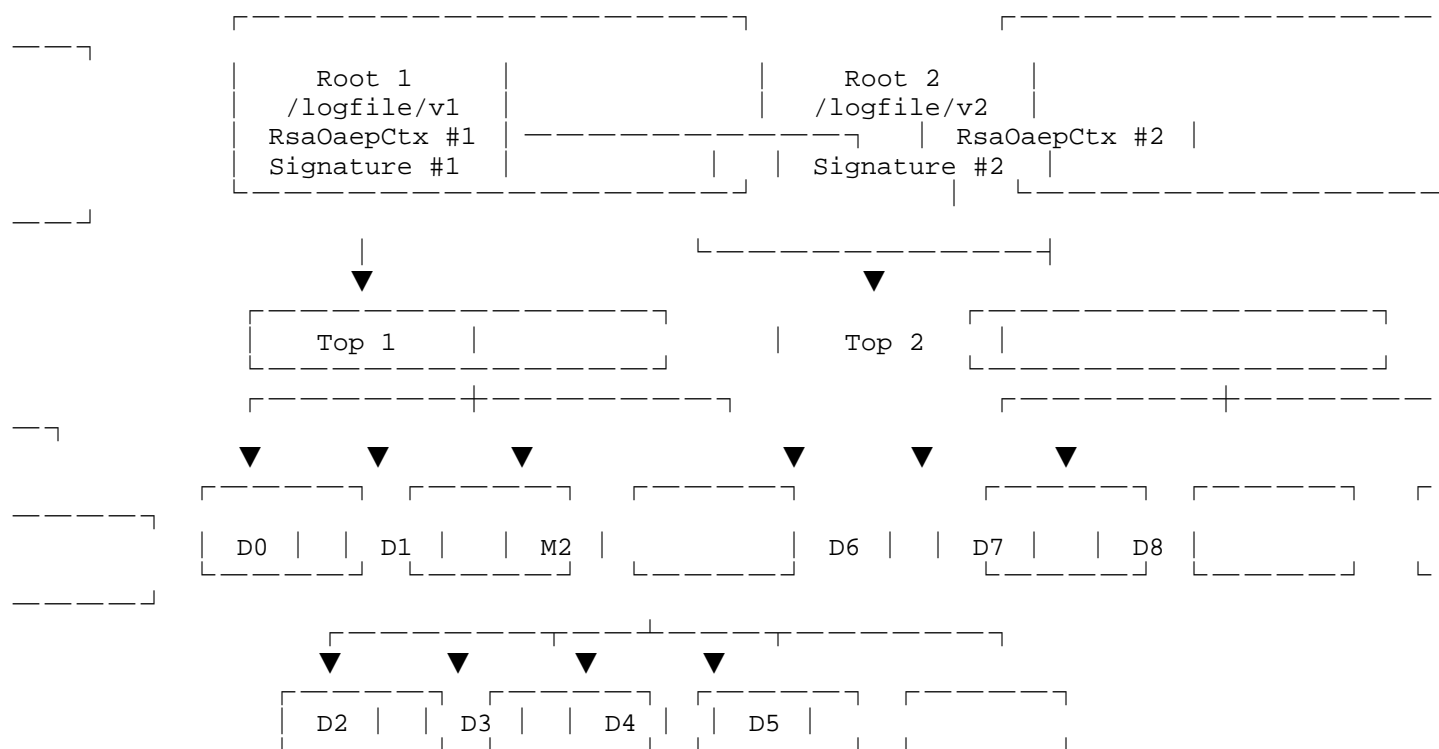 Root 1 Root 2
/logfile/v1 /logfile/v2
RsaOaepCtx #1 RsaOaepCtx #2
Signature #1 Signature #2
Top 1 Top 2
D0 D1 M2 D6 D7 D8
D2 D3 D4 D5